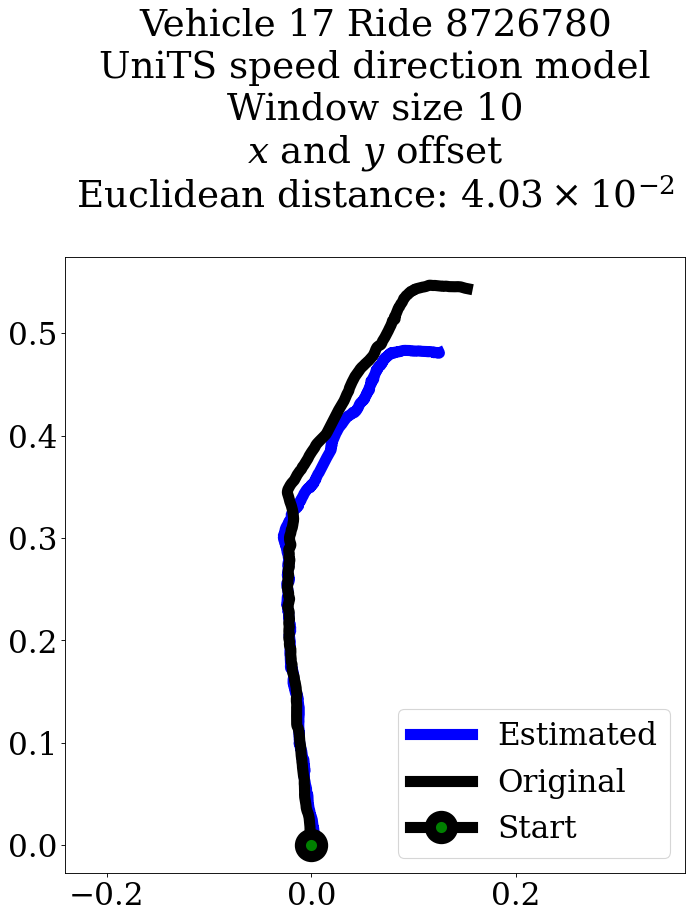 Vehicle 17 Ride 8726780
UniTS speed direction model
Window size 10
x and y offset
Euclidean distance: 4.03 × 10⁻²
0.5
0.4
0.3
0.2
0.1
0.0
−0.2
0.0
0.2
Estimated
Original
Start